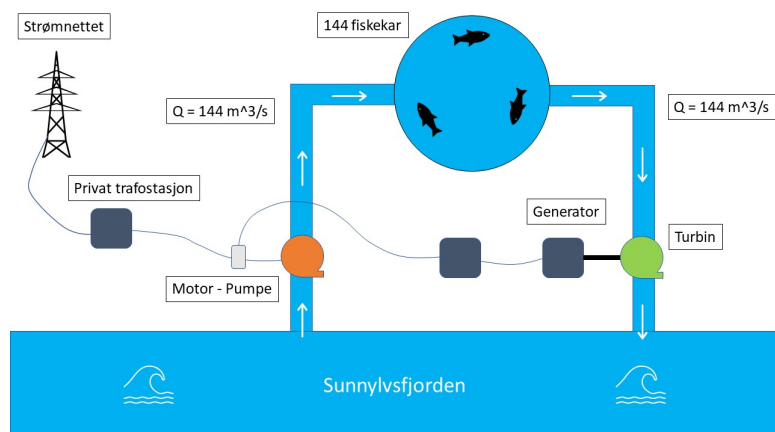 Strømnettet
144 fiskekar
Q = 144 m^3/s
Q = 144 m^3/s
Privat trafostasjon
Generator
Turbin
Motor - Pumpe
Sunnylvsfjorden